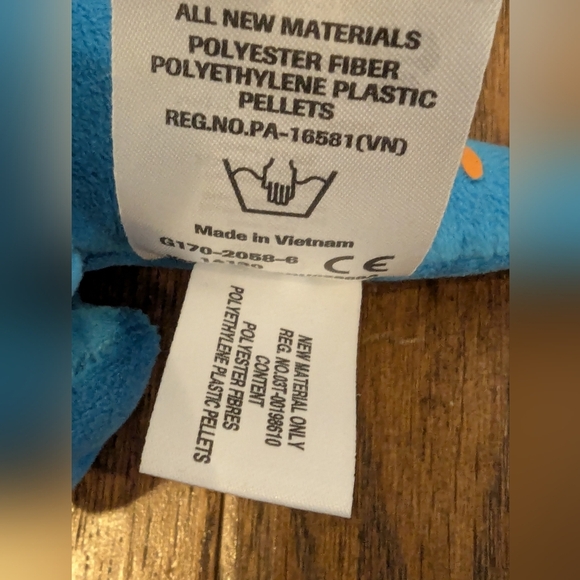 ALL NEW MATERIALS
POLYESTER FIBER
POLYETHYLENE PLASTIC
PELLETS
REG.NO.PA-16581(VN)
Made in Vietnam
G170-2058-6
CE
NEW MATERIAL ONLY
REG. NO.03T-00198610
CONTENT
POLYESTER FIBRES
POLYETHYLENE PLASTIC PELLETS